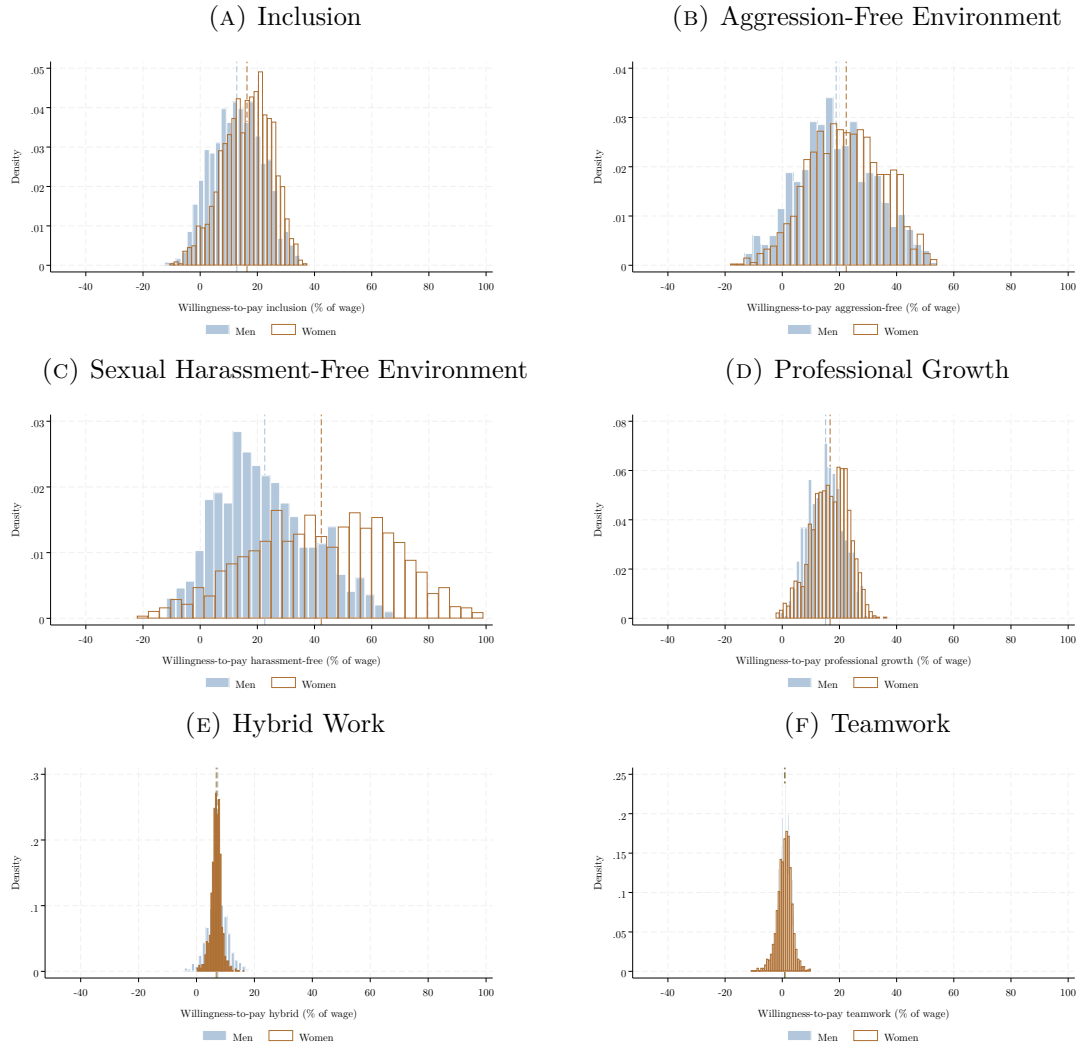 (A) Inclusion
.05
.04
.03
.02
.01
0
Density
-40 -20 0 20 40 60 80 100
Willingness-to-pay inclusion (% of wage)
Men Women
(B) Aggression-Free Environment
.04
.03
.02
.01
0
Density
-40 -20 0 20 40 60 80 100
Willingness-to-pay aggression-free (% of wage)
Men Women
(C) Sexual Harassment-Free Environment
.03
.02
.01
0
Density
-40 -20 0 20 40 60 80 100
Willingness-to-pay harassment-free (% of wage)
Men Women
(D) Professional Growth
.08
.06
.04
.02
0
Density
-40 -20 0 20 40 60 80 100
Willingness-to-pay professional growth (% of wage)
Men Women
(E) Hybrid Work
.3
.2
.1
0
Density
-40 -20 0 20 40 60 80 100
Willingness-to-pay hybrid (% of wage)
Men Women
(F) Teamwork
.25
.2
.15
.1
.05
0
Density
-40 -20 0 20 40 60 80 100
Willingness-to-pay teamwork (% of wage)
Men Women